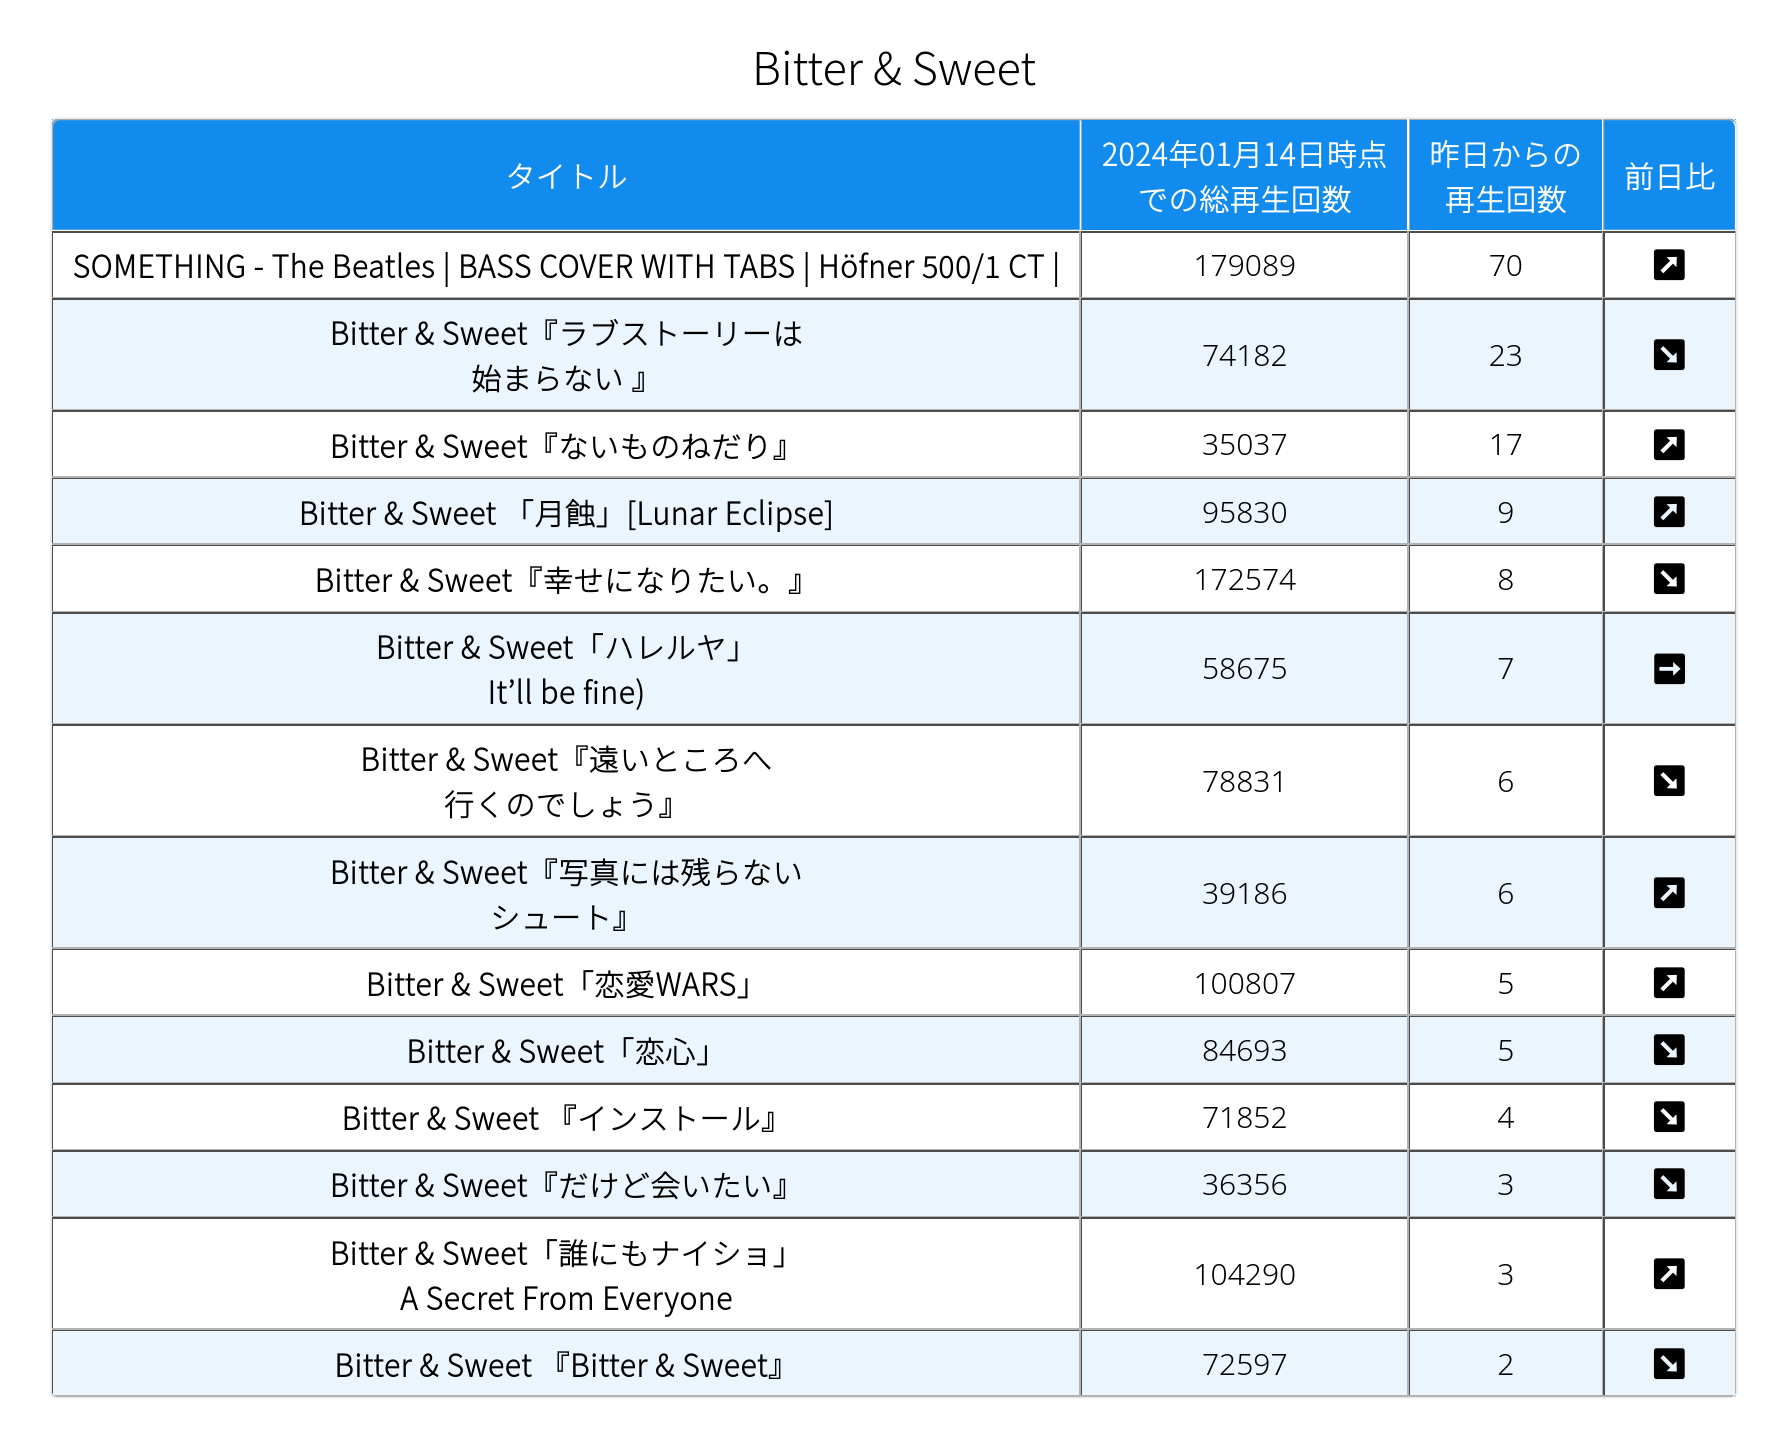 Bitter & Sweet
タイトル
2024年01月14日時点
での総再生回数
昨日からの
再生回数
前日比
SOMETHING - The Beatles | BASS COVER WITH TABS | Höfner 500/1 CT |
179089
70
Bitter & Sweet『ラブストーリーは
始まらない 』
74182
23
Bitter & Sweet『ないものねだり』
35037
17
Bitter & Sweet 「月蝕」[Lunar Eclipse]
95830
9
Bitter & Sweet『幸せになりたい。』
172574
8
Bitter & Sweet「ハレルヤ」
It’ll be fine)
58675
7
Bitter & Sweet『遠いところへ
行くのでしょう』
78831
6
Bitter & Sweet『写真には残らない
シュート』
39186
6
Bitter & Sweet「恋愛WARS」
100807
5
Bitter & Sweet「恋心」
84693
5
Bitter & Sweet 『インストール』
71852
4
Bitter & Sweet『だけど会いたい』
36356
3
Bitter & Sweet「誰にもナイショ」
A Secret From Everyone
104290
3
Bitter & Sweet 『Bitter & Sweet』
72597
2